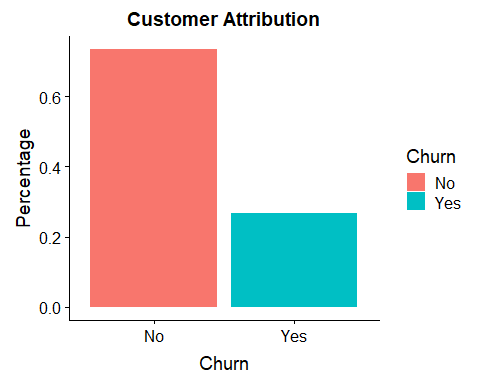 Customer Attribution
Percentage
0.6
0.4
0.2
0.0
No
Yes
Churn
Churn
No
Yes